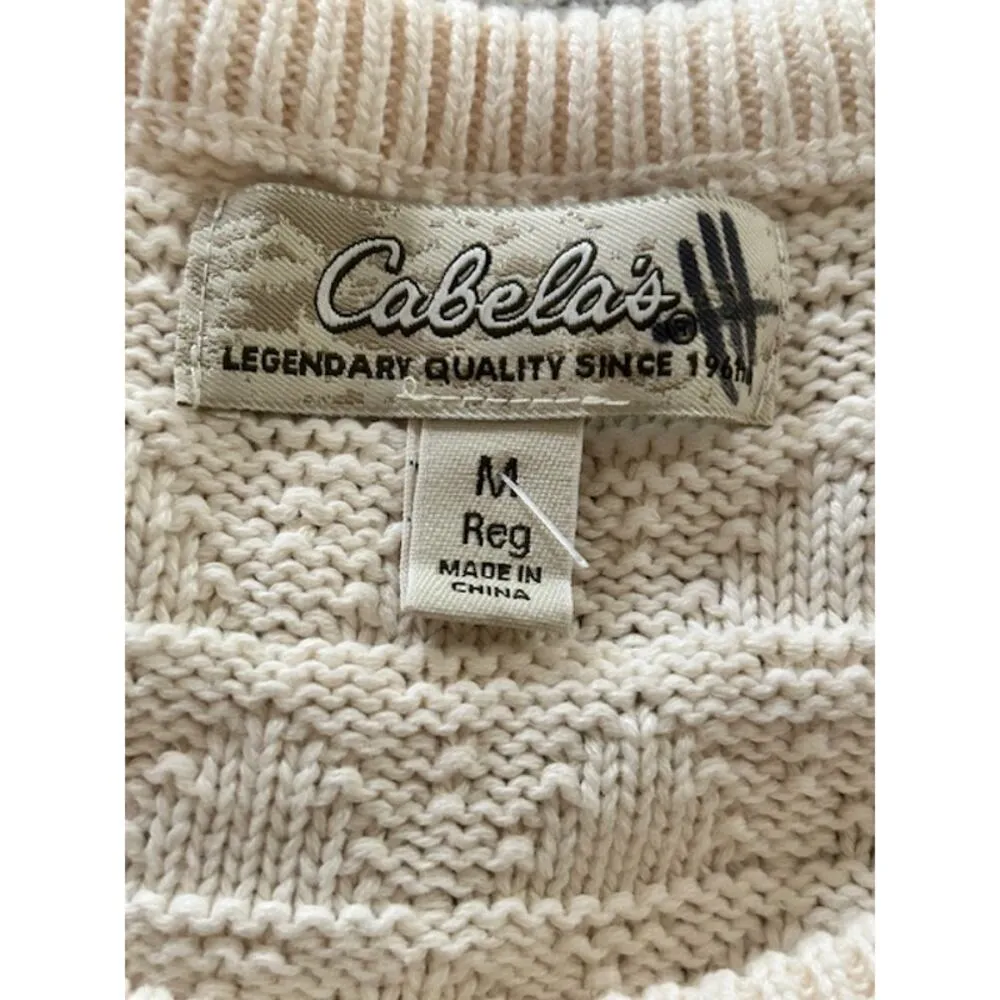 Cabela's®
LEGENDARY QUALITY SINCE
M
Reg
MADE IN
CHINA